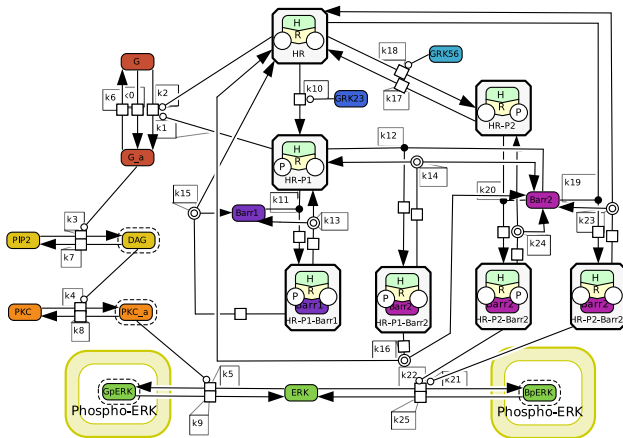 H
R
HR
k18
GRK56
G
k6
k0
k2
k10
GRK23
k17
H
R
P
HR-P2
k1
k12
G_a
H
R
P
HR-P1
k14
k15
k11
k20
Barr2
k19
Barr1
k3
k13
k23
PIP2
DAG
k24
k7
H
R
P
Barr1
HR-P1-Barr1
H
R
P
Barr2
HR-P1-Barr2
H
R
P
Barr2
HR-P2-Barr2
H
R
Barr2
HR-P2-Barr2
k4
PKC
PKC_a
k8
k16
k5
k22
k21
GpERK
ERK
BpERK
Phospho-ERK
Phospho-ERK
k9
k25